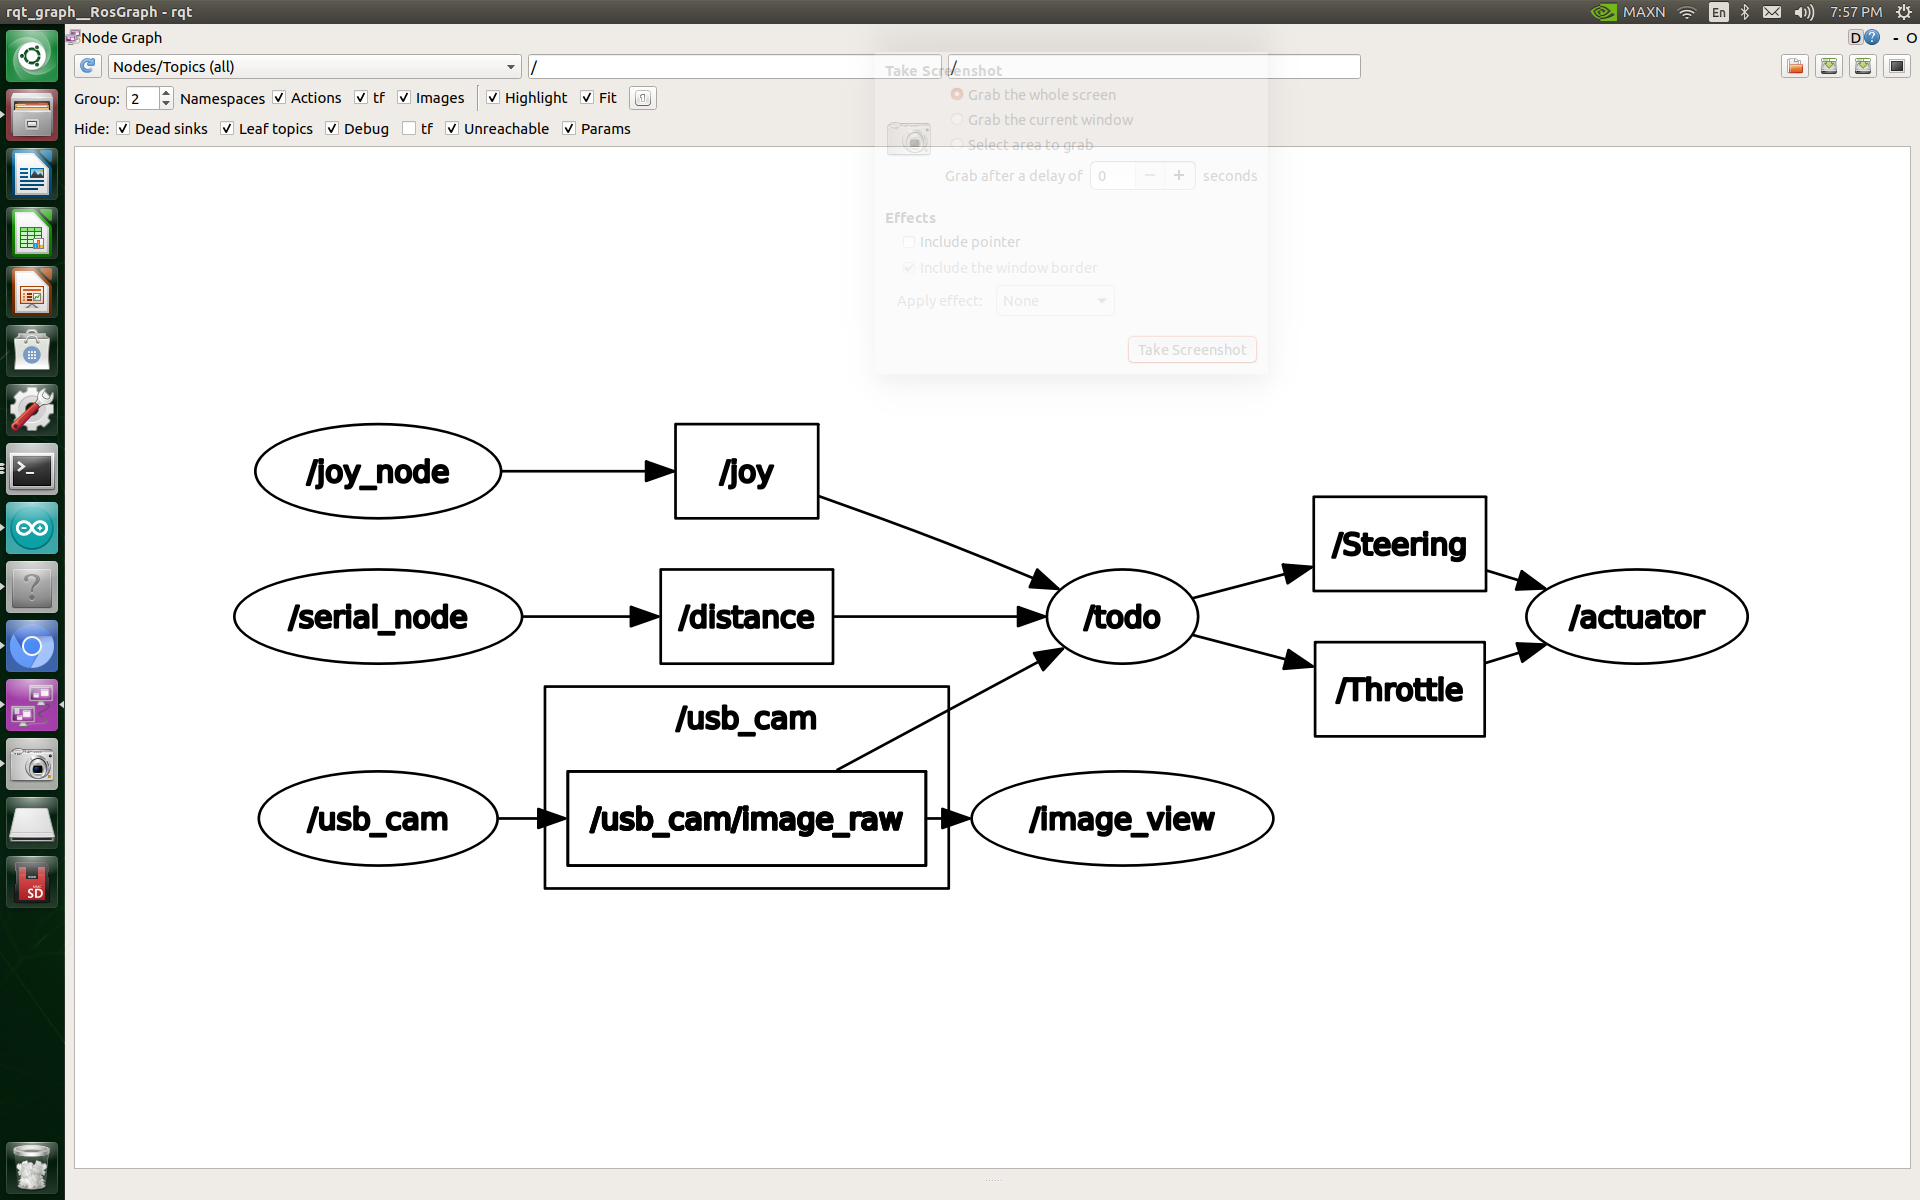 rqt_graph__RosGraph - rqt
MAXN En 7:57 PM
Node Graph
D ? - O
Nodes/Topics (all) / /
Take Screenshot
Group: 2 Namespaces Actions tf Images Highlight Fit
Grab the whole screen
Grab the current window
Hide: Dead sinks Leaf topics Debug tf Unreachable Params
Select area to grab
Grab after a delay of 0 − + seconds
Effects
Include pointer
Include the window border
Apply effect: None
Take Screenshot
/joy_node
/joy
/Steering
/serial_node
/distance
/todo
/actuator
/Throttle
/usb_cam
/usb_cam
/usb_cam/image_raw
/image_view
>_
?
SD